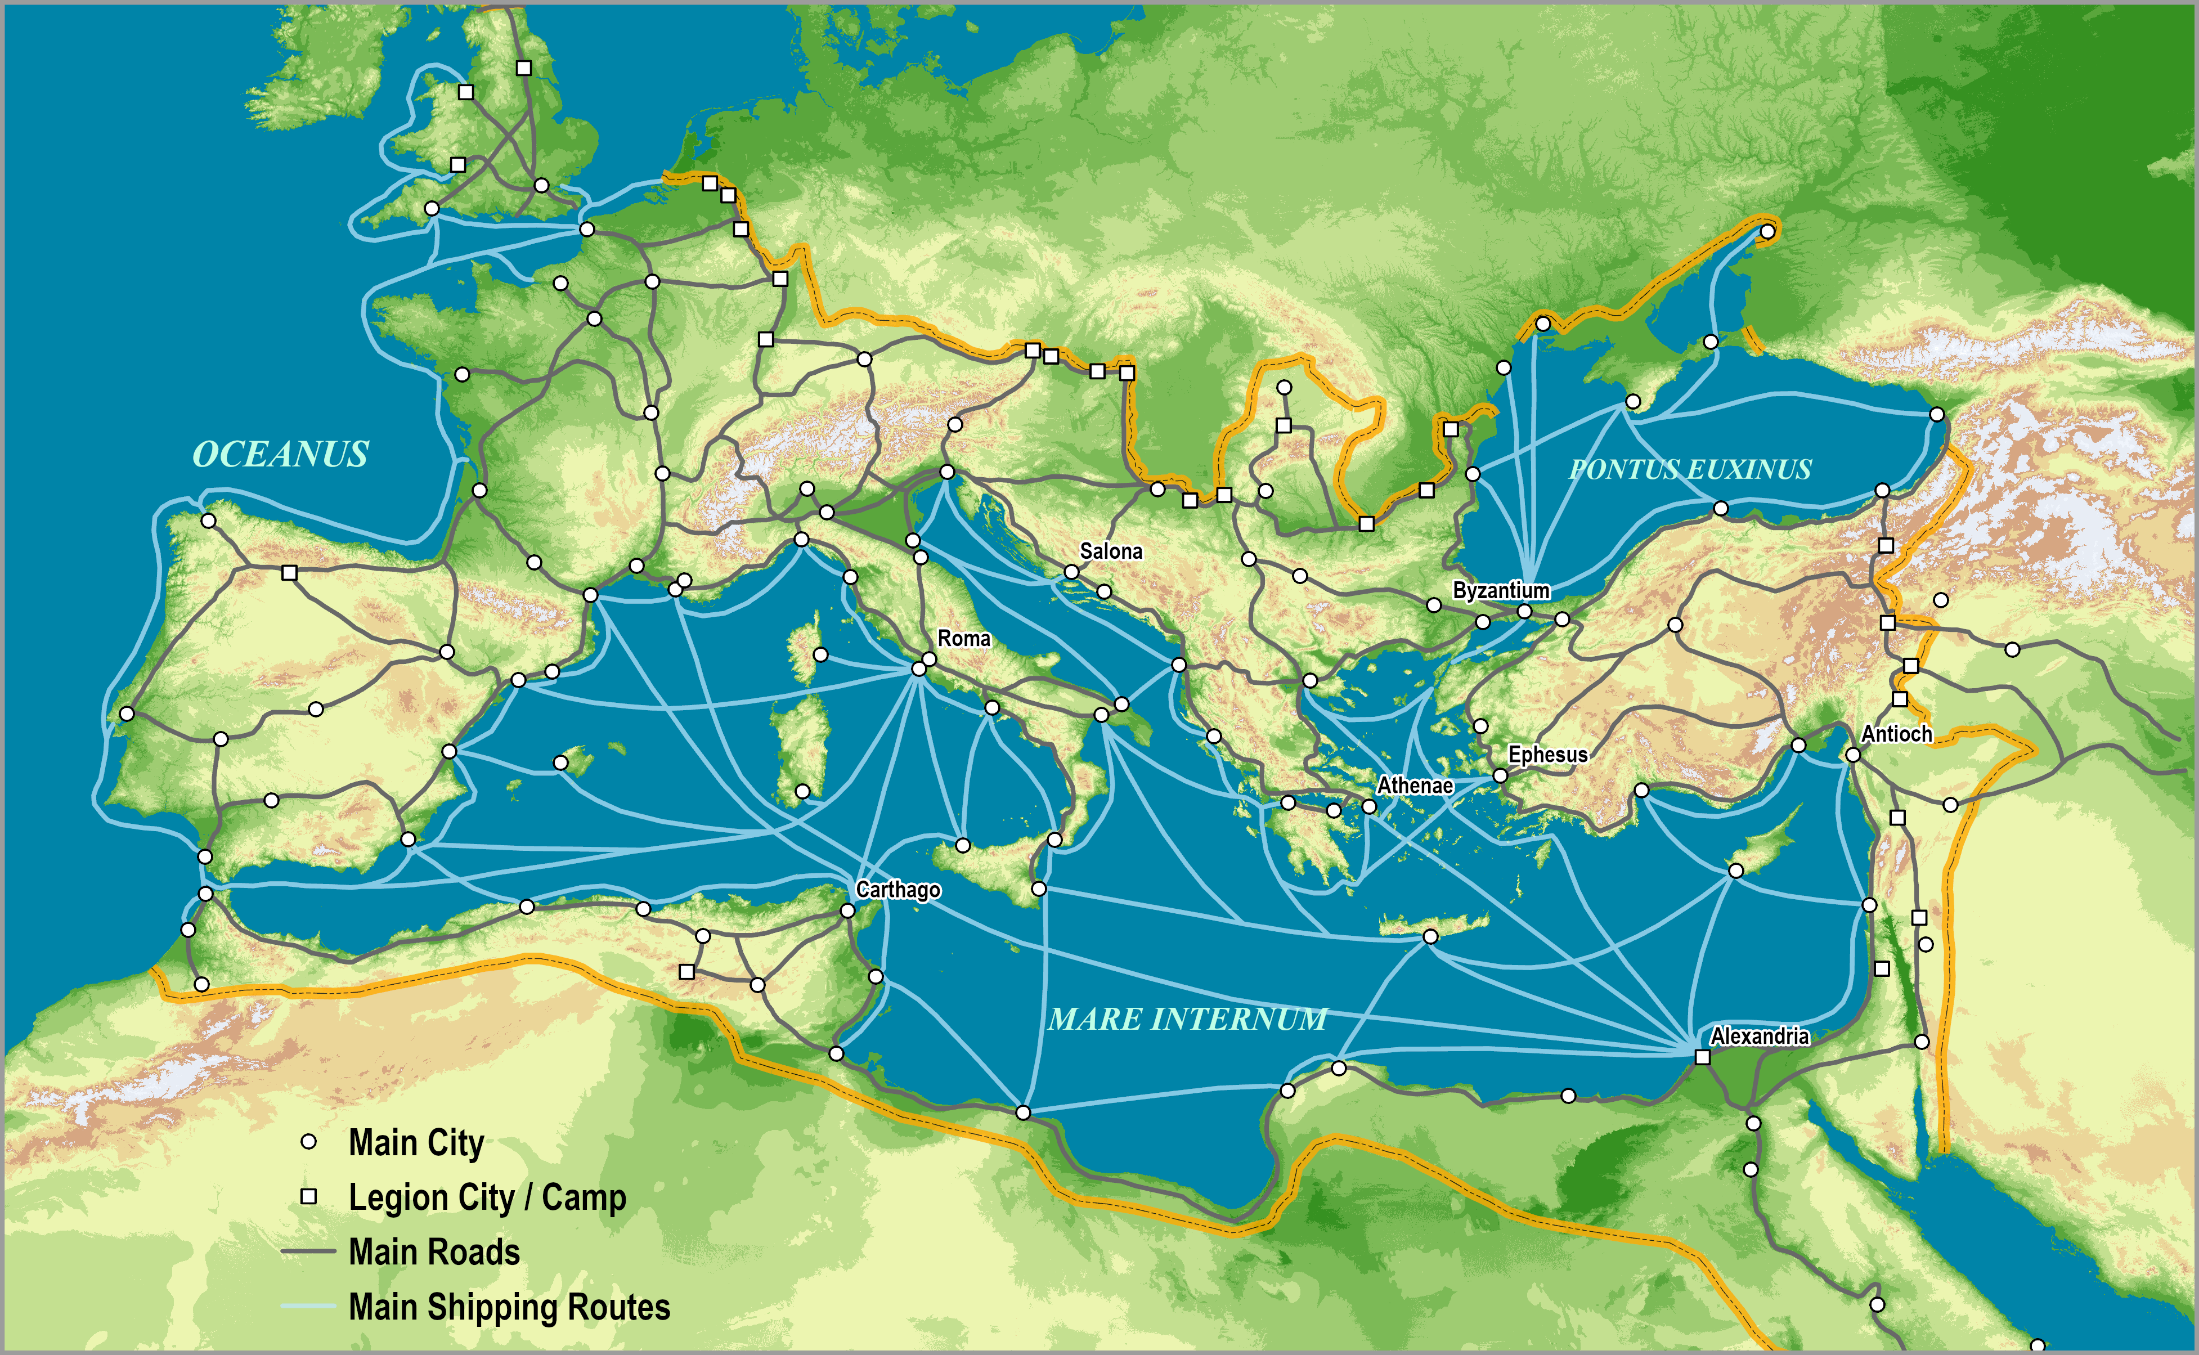 OCEANUS
PONTUS EUXINUS
Salona
Byzantium
Roma
Antioch
Ephesus
Athenae
Carthago
MARE INTERNUM
Alexandria
Main City
Legion City / Camp
Main Roads
Main Shipping Routes